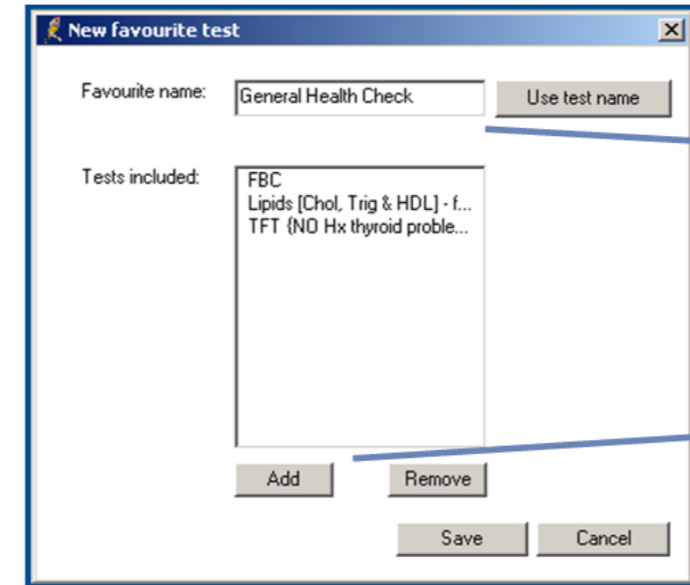 New favourite test
Favourite name: General Health Check Use test name
Tests included:
FBC
Lipids [Chol, Trig & HDL] - f...
TFT {NO Hx thyroid proble...
Add Remove
Save Cancel